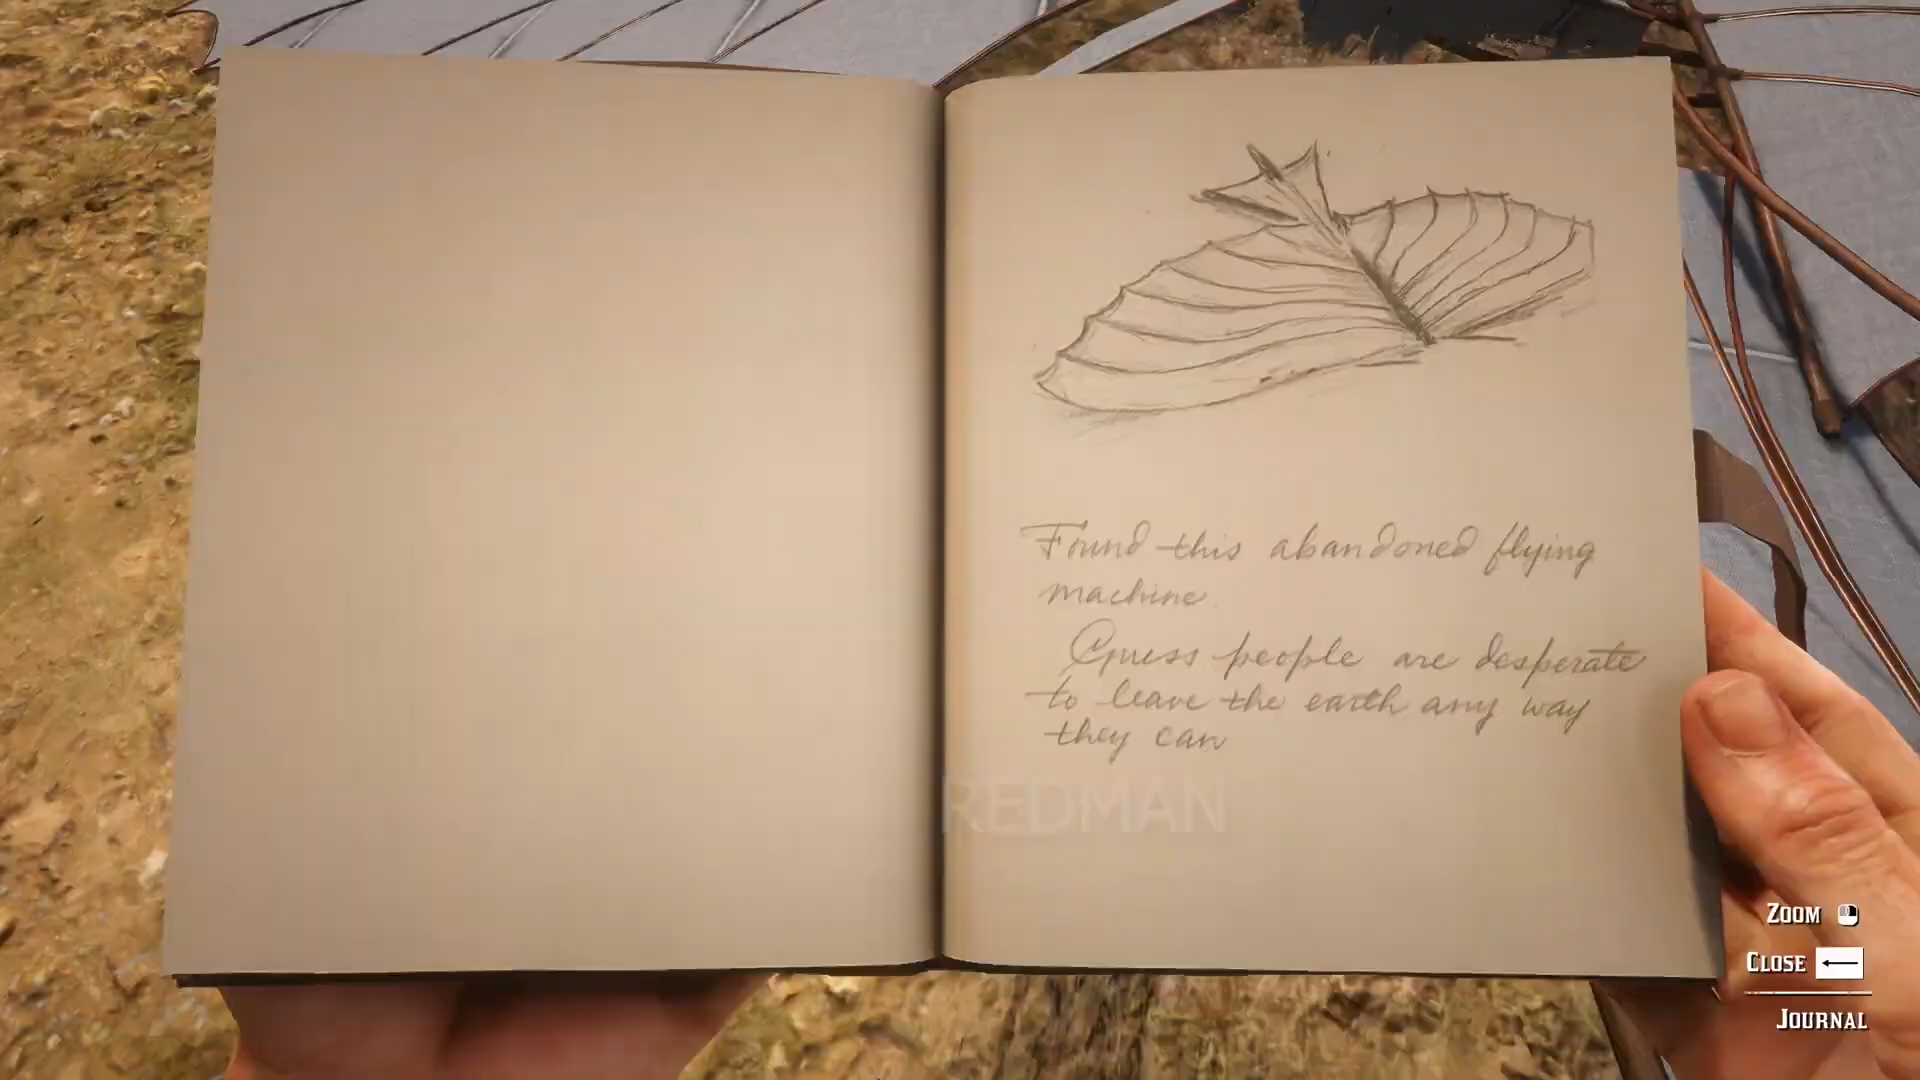 Found this abandoned flying
machine.
Guess people are desperate
to leave the earth any way
they can
REDMAN
ZOOM
CLOSE
JOURNAL